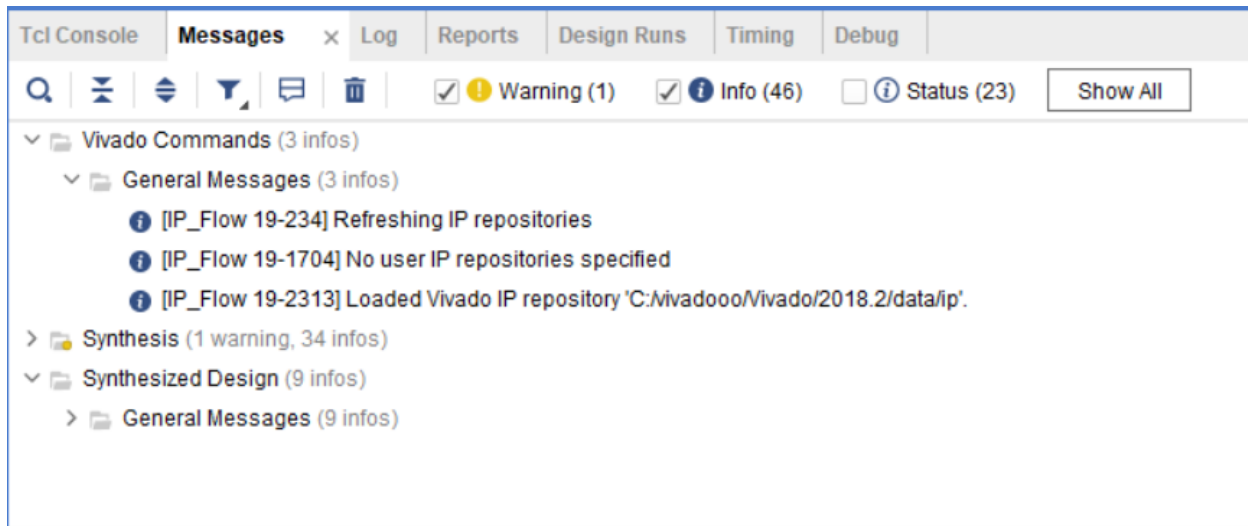 Tcl Console Messages × Log Reports Design Runs Timing Debug
Warning (1) Info (46) Status (23) Show All
Vivado Commands (3 infos)
General Messages (3 infos)
[IP_Flow 19-234] Refreshing IP repositories
[IP_Flow 19-1704] No user IP repositories specified
[IP_Flow 19-2313] Loaded Vivado IP repository 'C:/vivadooo/Vivado/2018.2/data/ip'.
Synthesis (1 warning, 34 infos)
Synthesized Design (9 infos)
General Messages (9 infos)